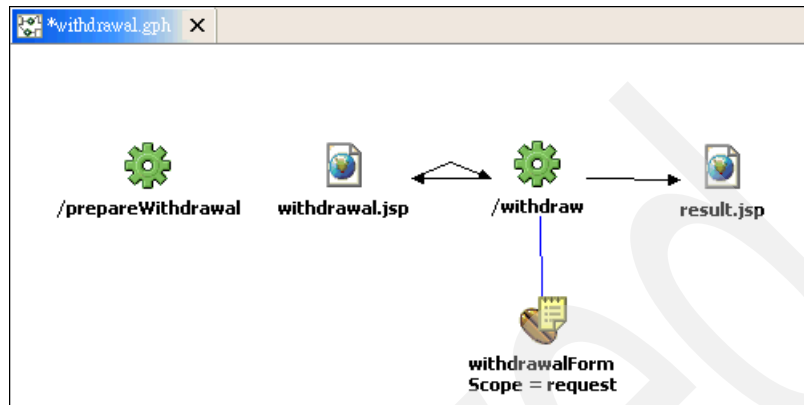 *withdrawal.gph
/prepareWithdrawal
withdrawal.jsp
/withdraw
result.jsp
withdrawalForm
Scope = request